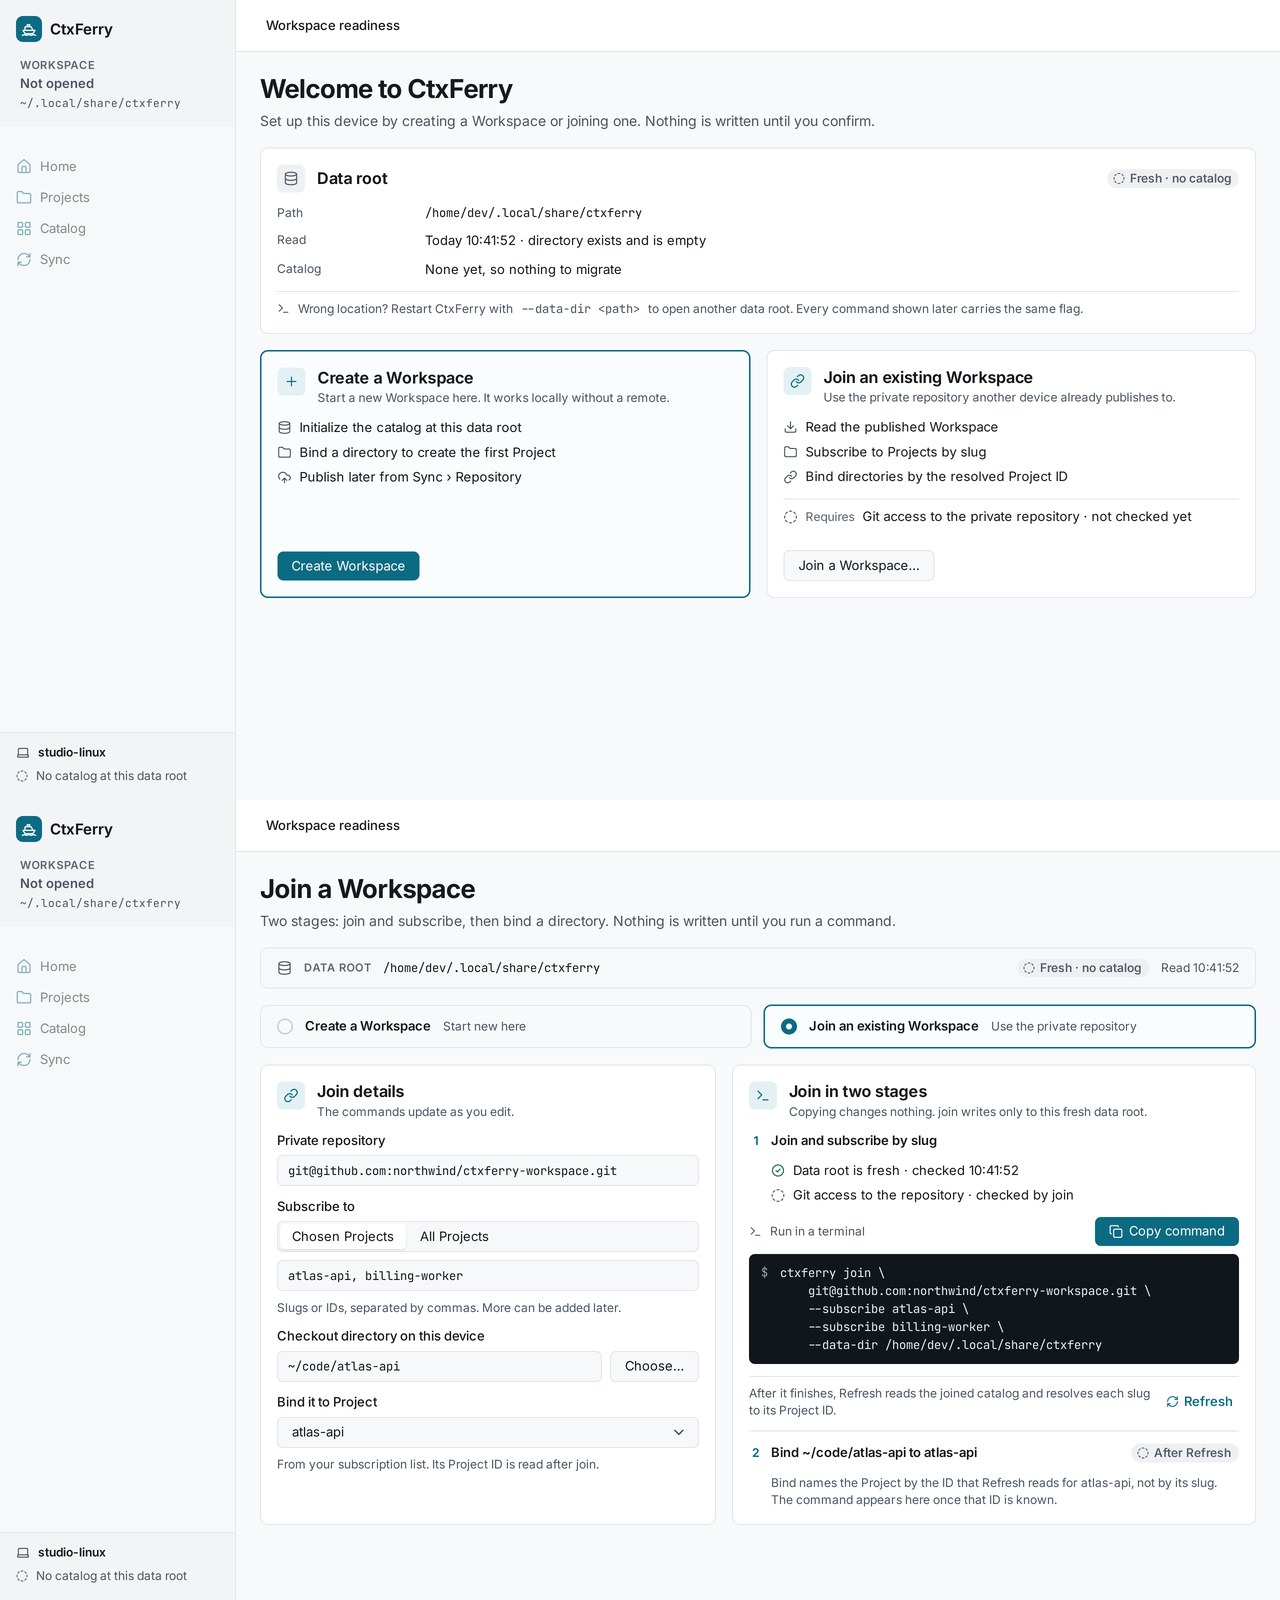 CtxFerry
WORKSPACE
Not opened
~/.local/share/ctxferry
Home
Projects
Catalog
Sync
studio-linux
No catalog at this data root
Workspace readiness
Welcome to CtxFerry
Set up this device by creating a Workspace or joining one. Nothing is written until you confirm.
Data root
Fresh · no catalog
Path
/home/dev/.local/share/ctxferry
Read
Today 10:41:52 · directory exists and is empty
Catalog
None yet, so nothing to migrate
Wrong location? Restart CtxFerry with --data-dir <path> to open another data root. Every command shown later carries the same flag.
Create a Workspace
Start a new Workspace here. It works locally without a remote.
Initialize the catalog at this data root
Bind a directory to create the first Project
Publish later from Sync › Repository
Create Workspace
Join an existing Workspace
Use the private repository another device already publishes to.
Read the published Workspace
Subscribe to Projects by slug
Bind directories by the resolved Project ID
Requires Git access to the private repository · not checked yet
Join a Workspace...
CtxFerry
WORKSPACE
Not opened
~/.local/share/ctxferry
Home
Projects
Catalog
Sync
studio-linux
No catalog at this data root
Workspace readiness
Join a Workspace
Two stages: join and subscribe, then bind a directory. Nothing is written until you run a command.
DATA ROOT /home/dev/.local/share/ctxferry
Fresh · no catalog
Read 10:41:52
Create a Workspace Start new here
Join an existing Workspace Use the private repository
Join details
The commands update as you edit.
Private repository
git@github.com:northwind/ctxferry-workspace.git
Subscribe to
Chosen Projects
All Projects
atlas-api, billing-worker
Slugs or IDs, separated by commas. More can be added later.
Checkout directory on this device
~/code/atlas-api
Choose...
Bind it to Project
atlas-api
From your subscription list. Its Project ID is read after join.
Join in two stages
Copying changes nothing. join writes only to this fresh data root.
1 Join and subscribe by slug
Data root is fresh · checked 10:41:52
Git access to the repository · checked by join
Run in a terminal
Copy command
$ ctxferry join \
git@github.com:northwind/ctxferry-workspace.git \
--subscribe atlas-api \
--subscribe billing-worker \
--data-dir /home/dev/.local/share/ctxferry
After it finishes, Refresh reads the joined catalog and resolves each slug
to its Project ID.
Refresh
2 Bind ~/code/atlas-api to atlas-api
After Refresh
Bind names the Project by the ID that Refresh reads for atlas-api, not by its slug.
The command appears here once that ID is known.